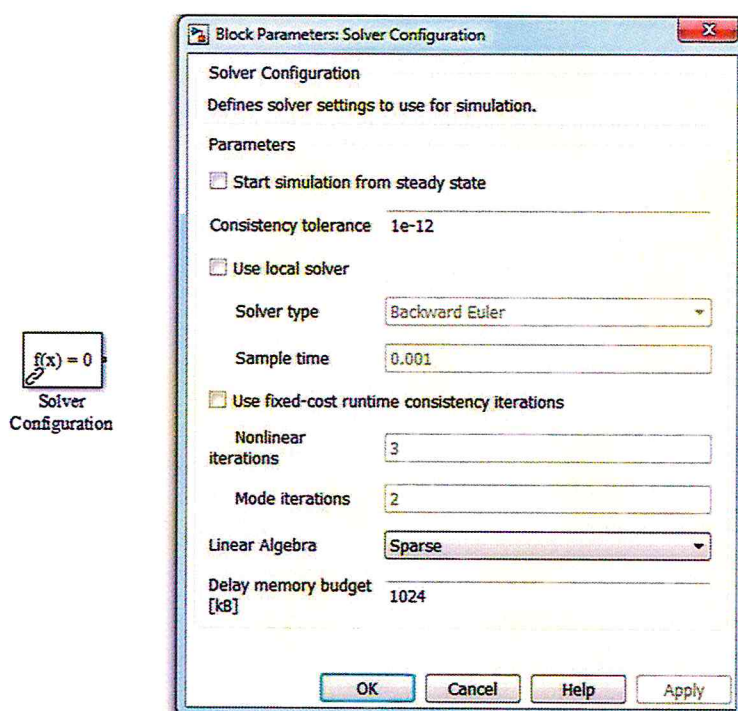 Block Parameters: Solver Configuration
Solver Configuration
Defines solver settings to use for simulation.
Parameters
Start simulation from steady state
Consistency tolerance 1e-12
Use local solver
Solver type Backward Euler
Sample time 0.001
Use fixed-cost runtime consistency iterations
Nonlinear
iterations 3
Mode iterations 2
Linear Algebra Sparse
Delay memory budget
[kB] 1024
OK Cancel Help Apply
f(x) = 0
Solver
Configuration